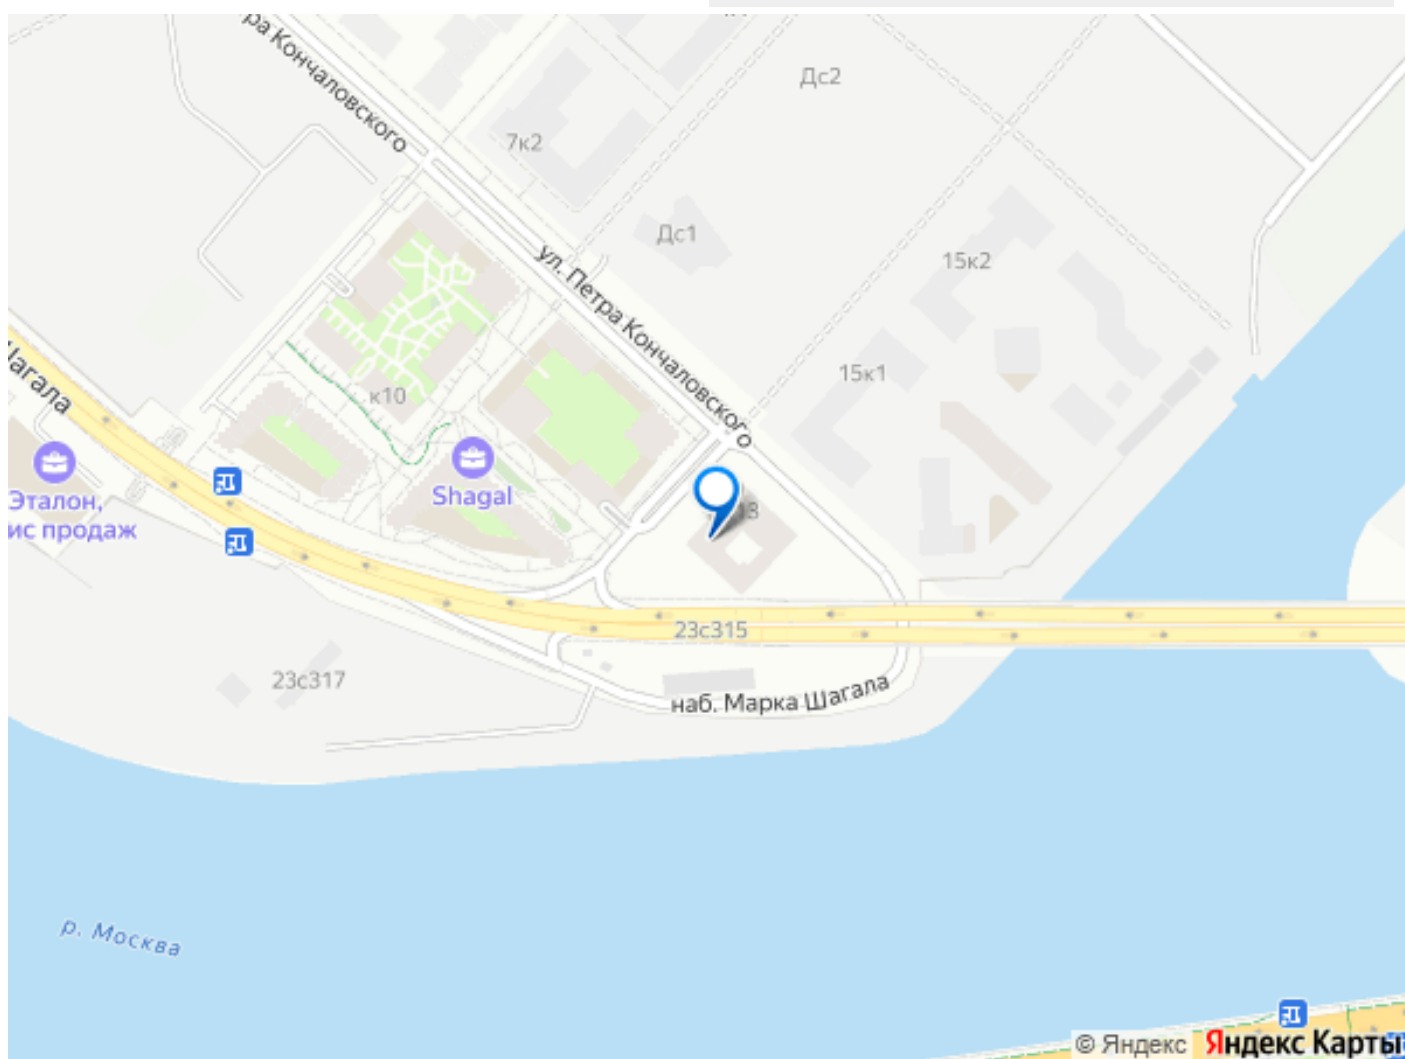 ра Кончаловского
Дс2
7к2
Дс1
ул. Петра Кончаловского
15к2
15к1
Шагала
к10
Shagal
Эталон,
ис продаж
23с315
23с317
наб. Марка Шагала
р. Москва
© Яндекс Яндекс Карты